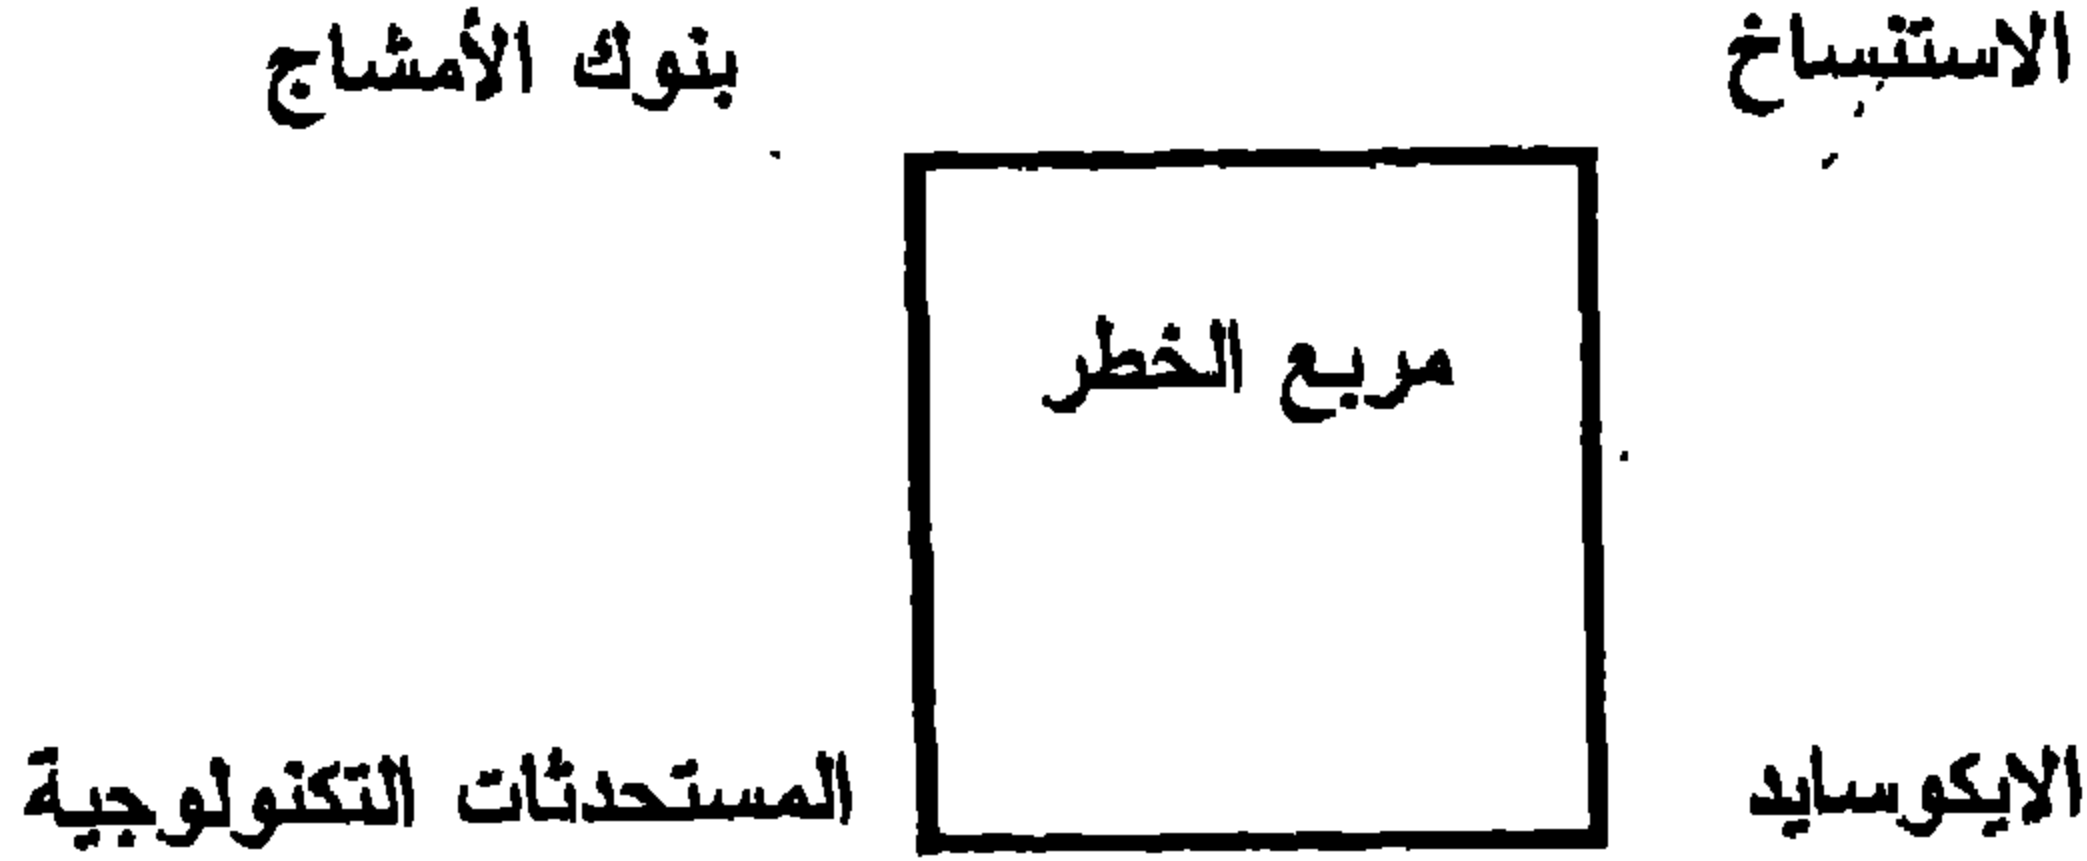 الاستنساخ
بنوك الأمشاج
مربع الخطر
الايكوسايد
المستحدثات التكنولوجية